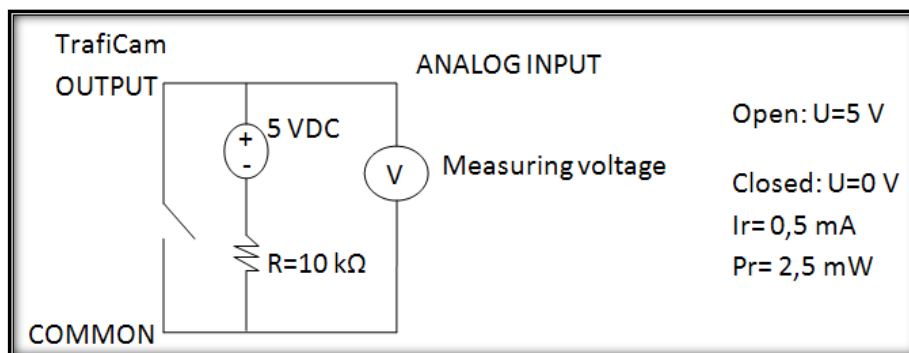 TrafiCam
OUTPUT
ANALOG INPUT
5 VDC
+
-
V
Measuring voltage
R=10 kΩ
COMMON
Open: U=5 V
Closed: U=0 V
Ir= 0,5 mA
Pr= 2,5 mW